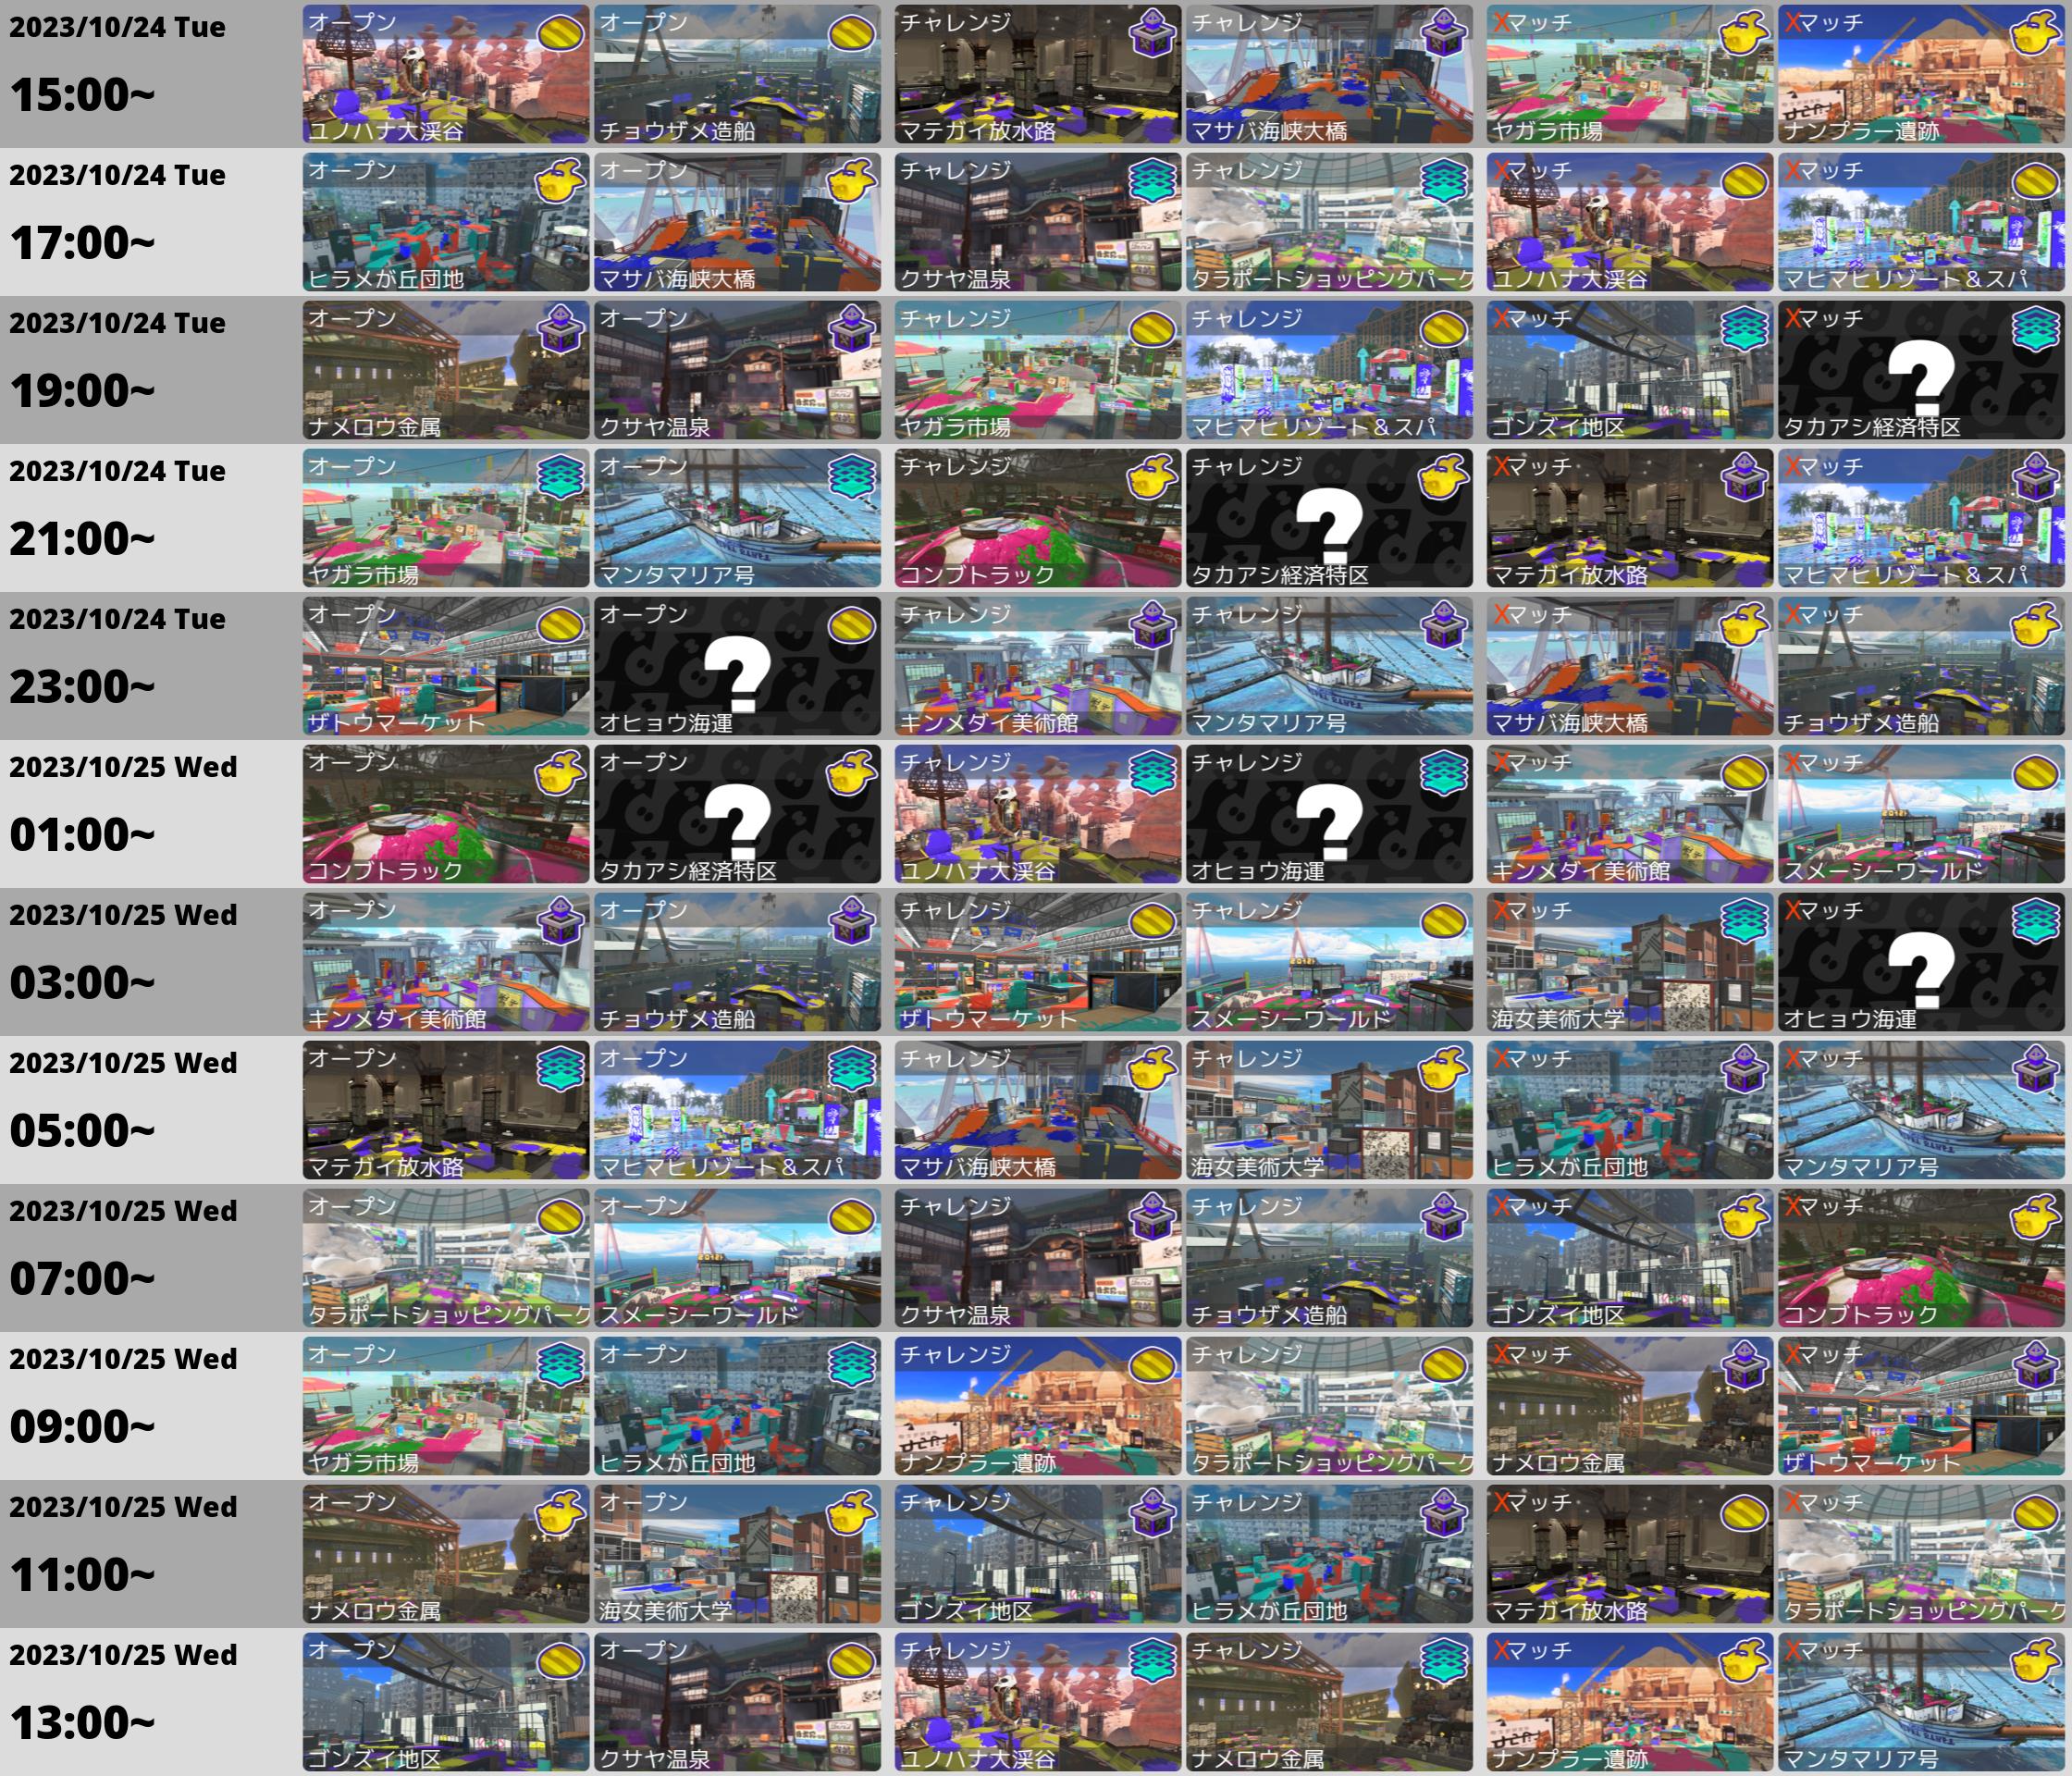 2023/10/24 Tue
15:00~
オープン
ユノハナ大渓谷
オープン
チョウザメ造船
チャレンジ
マテガイ放水路
チャレンジ
マサバ海峡大橋
Xマッチ
ヤガラ市場
Xマッチ
ナンプラー遺跡
2023/10/24 Tue
17:00~
オープン
ヒラメが丘団地
オープン
マサバ海峡大橋
チャレンジ
クサヤ温泉
チャレンジ
タラポートショッピングパーク
Xマッチ
ユノハナ大渓谷
Xマッチ
マヒマヒリゾート＆スパ
2023/10/24 Tue
19:00~
オープン
ナメロウ金属
オープン
クサヤ温泉
チャレンジ
ヤガラ市場
チャレンジ
マヒマヒリゾート＆スパ
Xマッチ
ゴンズイ地区
Xマッチ
?
タカアシ経済特区
2023/10/24 Tue
21:00~
オープン
ヤガラ市場
オープン
マンタマリア号
チャレンジ
コンブトラック
チャレンジ
?
タカアシ経済特区
Xマッチ
マテガイ放水路
Xマッチ
マヒマヒリゾート＆スパ
2023/10/24 Tue
23:00~
オープン
ザトウマーケット
オープン
?
オヒョウ海運
チャレンジ
キンメダイ美術館
チャレンジ
マンタマリア号
Xマッチ
マサバ海峡大橋
Xマッチ
チョウザメ造船
2023/10/25 Wed
01:00~
オープン
コンブトラック
オープン
?
タカアシ経済特区
チャレンジ
ユノハナ大渓谷
チャレンジ
?
オヒョウ海運
Xマッチ
キンメダイ美術館
Xマッチ
スメーシーワールド
2023/10/25 Wed
03:00~
オープン
キンメダイ美術館
オープン
チョウザメ造船
チャレンジ
ザトウマーケット
チャレンジ
スメーシーワールド
Xマッチ
海女美術大学
Xマッチ
?
オヒョウ海運
2023/10/25 Wed
05:00~
オープン
マテガイ放水路
オープン
マヒマヒリゾート＆スパ
チャレンジ
マサバ海峡大橋
チャレンジ
海女美術大学
Xマッチ
ヒラメが丘団地
Xマッチ
マンタマリア号
2023/10/25 Wed
07:00~
オープン
タラポートショッピングパーク
オープン
スメーシーワールド
チャレンジ
クサヤ温泉
チャレンジ
チョウザメ造船
Xマッチ
ゴンズイ地区
Xマッチ
コンブトラック
2023/10/25 Wed
09:00~
オープン
ヤガラ市場
オープン
ヒラメが丘団地
チャレンジ
ナンプラー遺跡
チャレンジ
タラポートショッピングパーク
Xマッチ
ナメロウ金属
Xマッチ
ザトウマーケット
2023/10/25 Wed
11:00~
オープン
ナメロウ金属
オープン
海女美術大学
チャレンジ
ゴンズイ地区
チャレンジ
ヒラメが丘団地
Xマッチ
マテガイ放水路
Xマッチ
タラポートショッピングパーク
2023/10/25 Wed
13:00~
オープン
ゴンズイ地区
オープン
クサヤ温泉
チャレンジ
ユノハナ大渓谷
チャレンジ
ナメロウ金属
Xマッチ
ナンプラー遺跡
Xマッチ
マンタマリア号